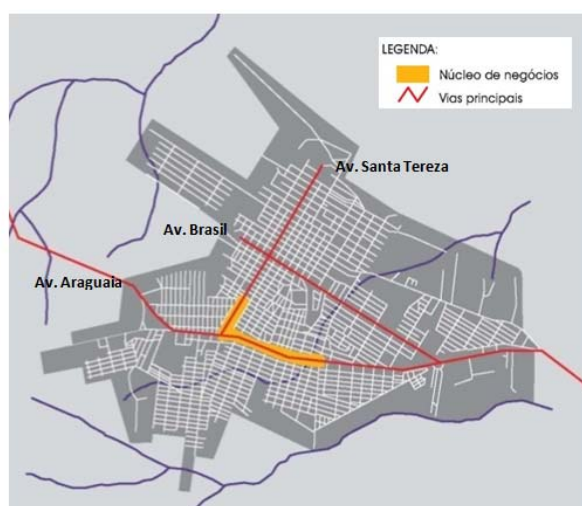 LEGENDA:
Núcleo de negócios
Vias principais
Av. Santa Tereza
Av. Brasil
Av. Araguaia